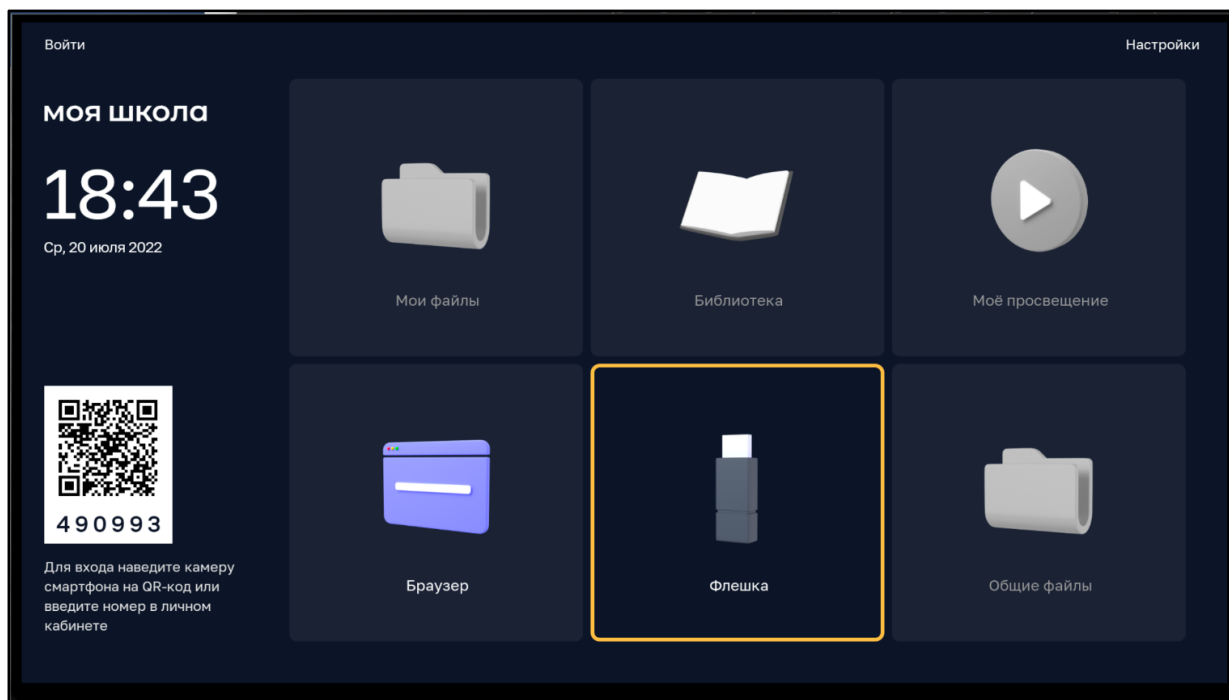 Войти
Настройки
моя школа
18:43
Ср, 20 июля 2022
Мои файлы
Библиотека
Моё просвещение
490993
Для входа наведите камеру
смартфона на QR-код или
введите номер в личном
кабинете
Браузер
Флешка
Общие файлы